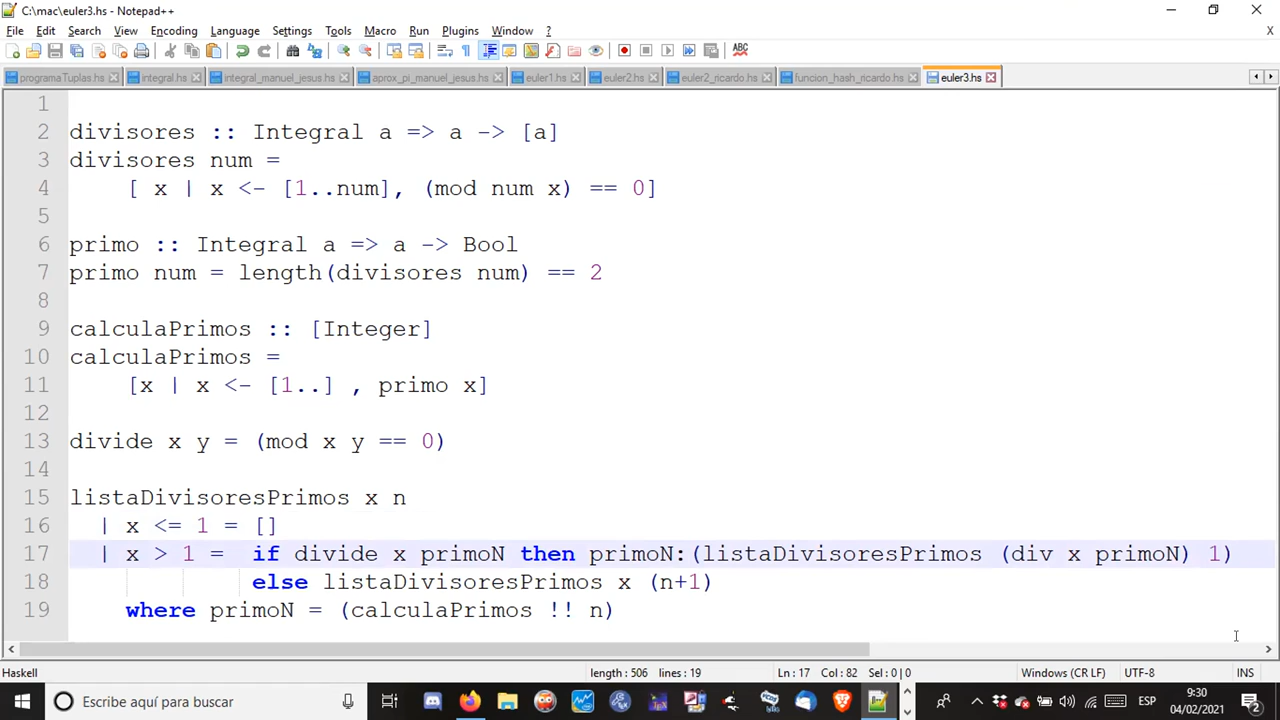 C:\mac\euler3.hs - Notepad++
File Edit Search View Encoding Language Settings Tools Macro Run Plugins Window ?
programaTuplas.hs integral.hs integral_manuel_jesus.hs aprox_pi_manuel_jesus.hs euler1.hs euler2.hs euler2_ricardo.hs funcion_hash_ricardo.hs euler3.hs
1
2 divisores :: Integral a => a -> [a]
3 divisores num =
4 [ x | x <- [1..num], (mod num x) == 0]
5
6 primo :: Integral a => a -> Bool
7 primo num = length(divisores num) == 2
8
9 calculaPrimos :: [Integer]
10 calculaPrimos =
11 [x | x <- [1..] , primo x]
12
13 divide x y = (mod x y == 0)
14
15 listaDivisoresPrimos x n
16 | x <= 1 = []
17 | x > 1 = if divide x primoN then primoN:(listaDivisoresPrimos (div x primoN) 1)
18 else listaDivisoresPrimos x (n+1)
19 where primoN = (calculaPrimos !! n)
Haskell length : 506 lines : 19 Ln : 17 Col : 82 Sel : 0 | 0 Windows (CR LF) UTF-8 INS
Escribe aquí para buscar ESP 9:30
04/02/2021 2